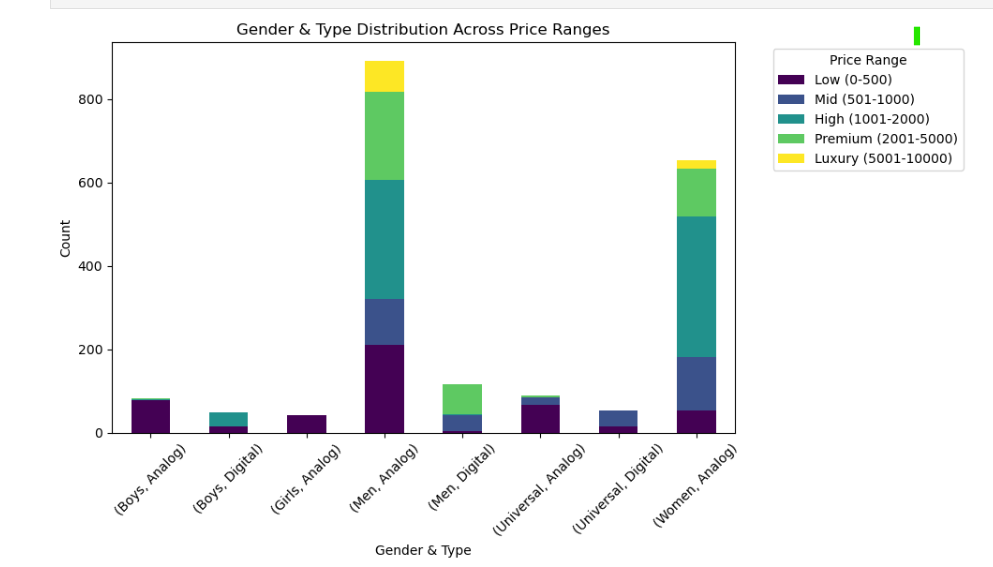 Gender & Type Distribution Across Price Ranges
Price Range
Low (0-500)
Mid (501-1000)
High (1001-2000)
Premium (2001-5000)
Luxury (5001-10000)
Count
800
600
400
200
0
(Boys, Analog)
(Boys, Digital)
(Girls, Analog)
(Men, Analog)
(Men, Digital)
(Universal, Analog)
(Universal, Digital)
(Women, Analog)
Gender & Type